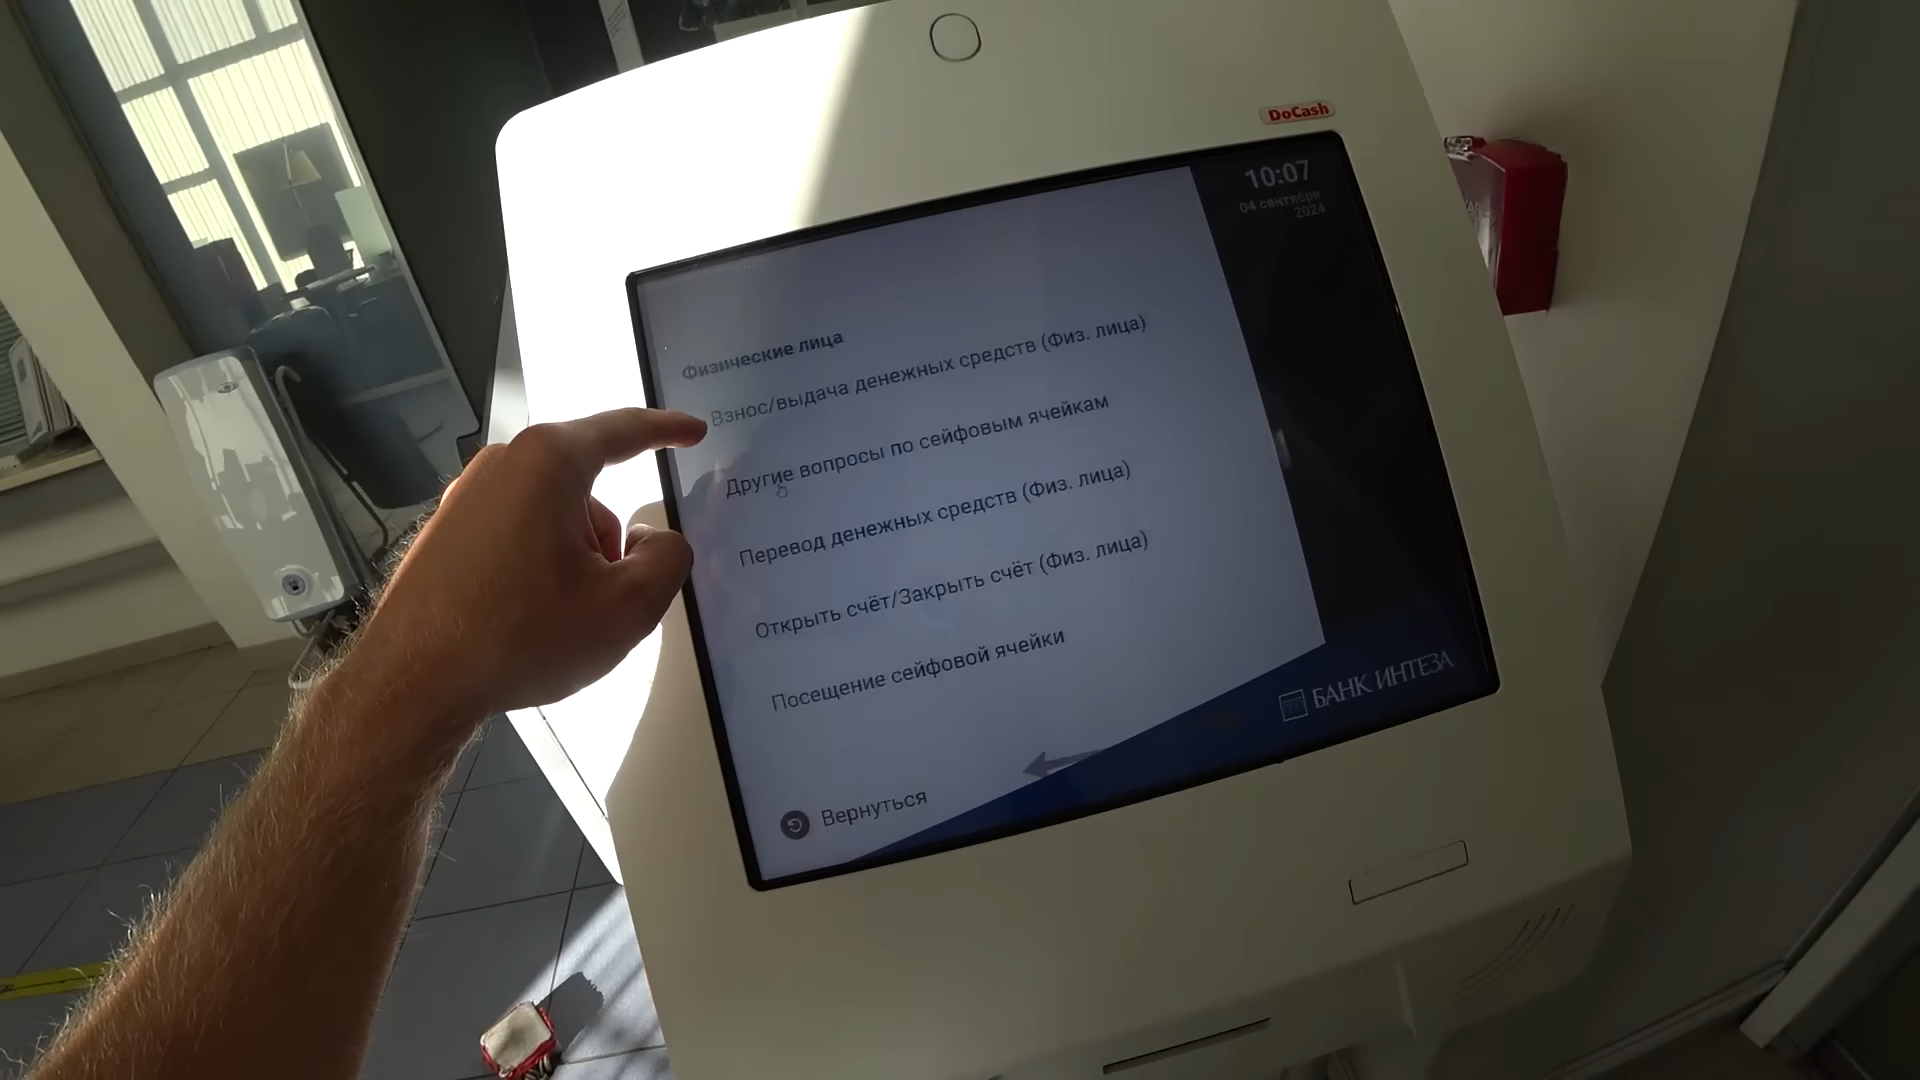 DoCash
10:07
04 сентября
2024
Физические лица
Взнос/выдача денежных средств (Физ. лица)
Другие вопросы по сейфовым ячейкам
Перевод денежных средств (Физ. лица)
Открыть счёт/Закрыть счёт (Физ. лица)
Посещение сейфовой ячейки
Вернуться
БАНК ИНТЕЗА